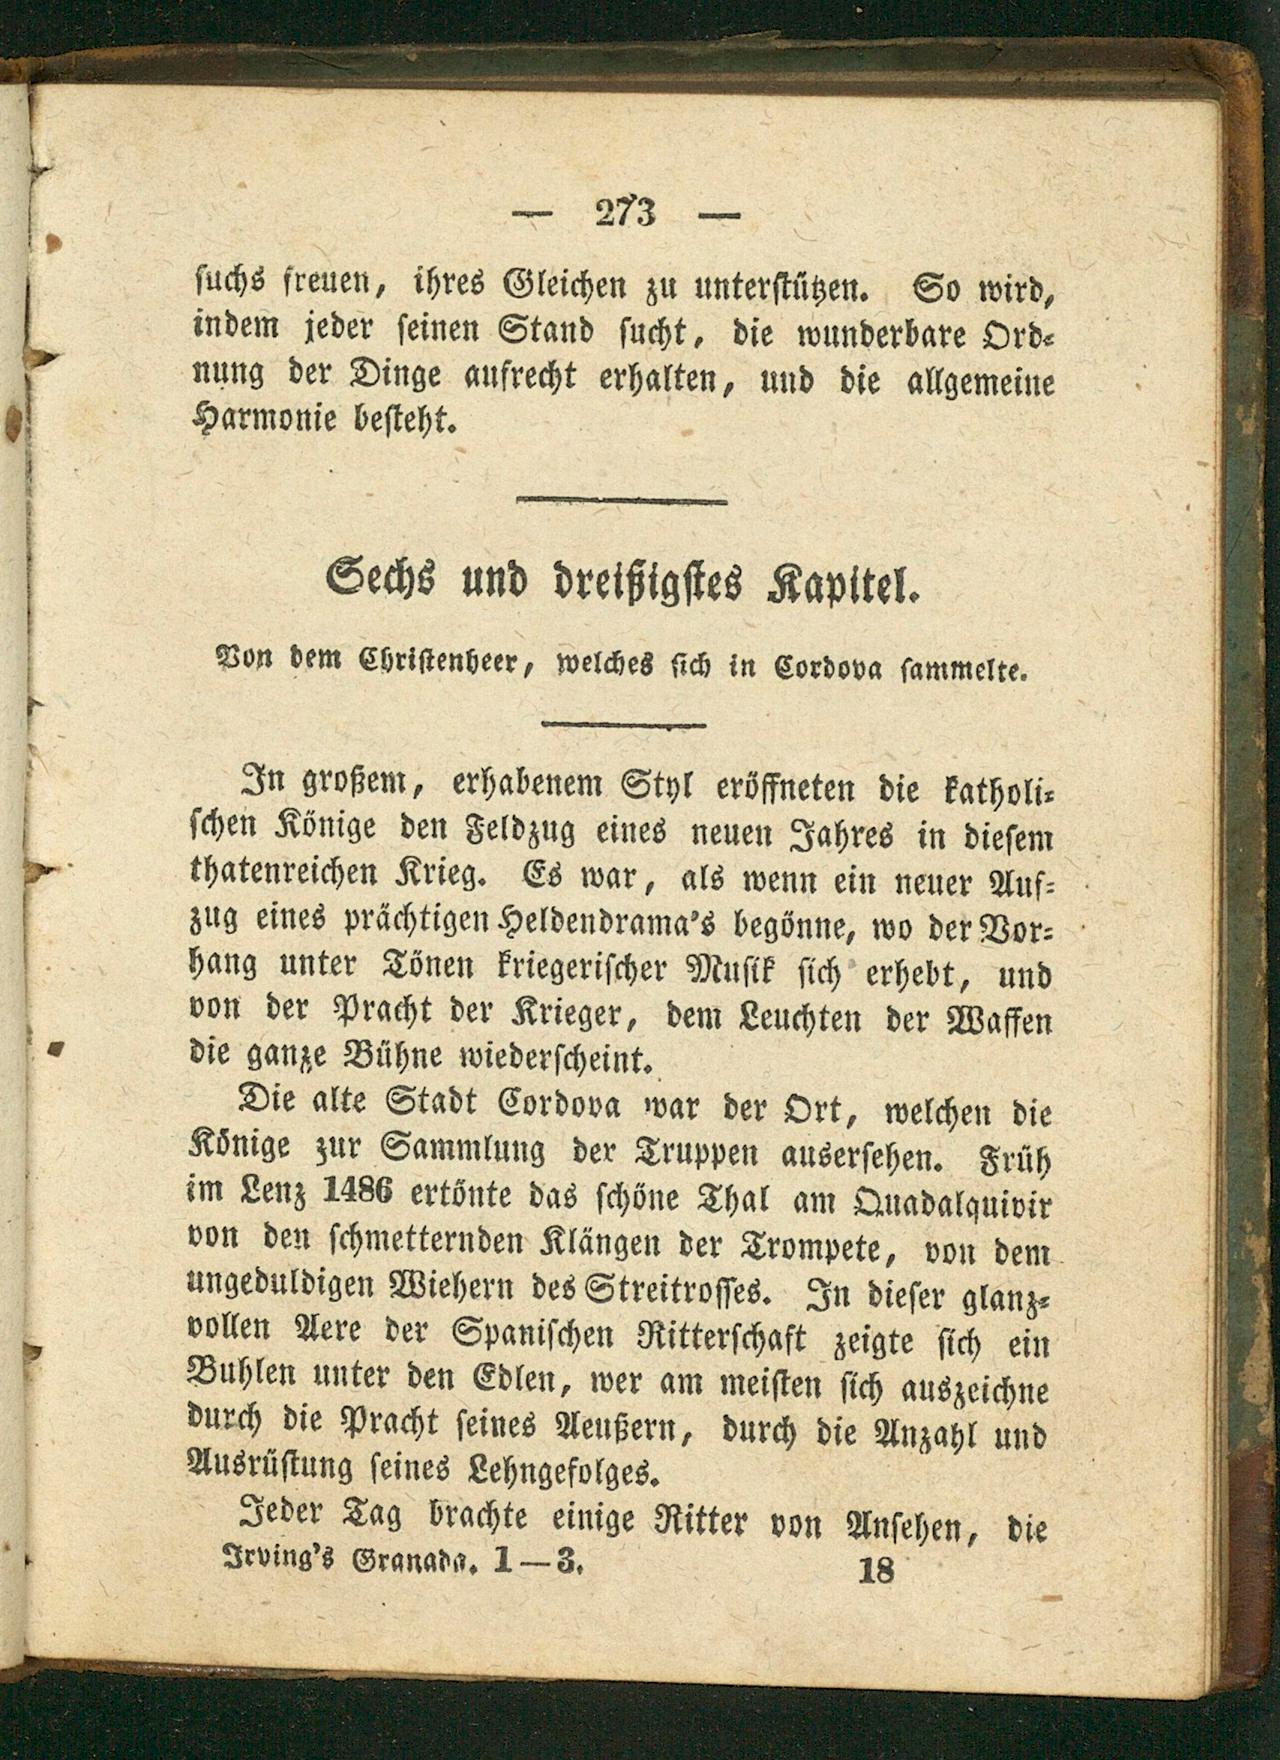 — 273 —
suchs freuen, ihres Gleichen zu unterstützen. So wird,
indem jeder seinen Stand sucht, die wunderbare Ord-
nung der Dinge aufrecht erhalten, und die allgemeine
Harmonie besteht.
Sechs und dreißigstes Kapitel.
Von dem Christenheer, welches sich in Cordova sammelte.
In großem, erhabenem Styl eröffneten die katholi-
schen Könige den Feldzug eines neuen Jahres in diesem
thatenreichen Krieg. Es war, als wenn ein neuer Auf-
zug eines prächtigen Heldendrama's begönne, wo der Vor-
hang unter Tönen kriegerischer Musik sich erhebt, und
von der Pracht der Krieger, dem Leuchten der Waffen
die ganze Bühne wiederscheint.
Die alte Stadt Cordova war der Ort, welchen die
Könige zur Sammlung der Truppen ausersehen. Früh
im Lenz 1486 ertönte das schöne Thal am Quadalquivir
von den schmetternden Klängen der Trompete, von dem
ungeduldigen Wiehern des Streitrosses. In dieser glanz-
vollen Aere der Spanischen Ritterschaft zeigte sich ein
Buhlen unter den Edlen, wer am meisten sich auszeichne
durch die Pracht seines Aeußern, durch die Anzahl und
Ausrüstung seines Lehngefolges.
Jeder Tag brachte einige Ritter von Ansehen, die
Irving's Granada. 1—3. 18